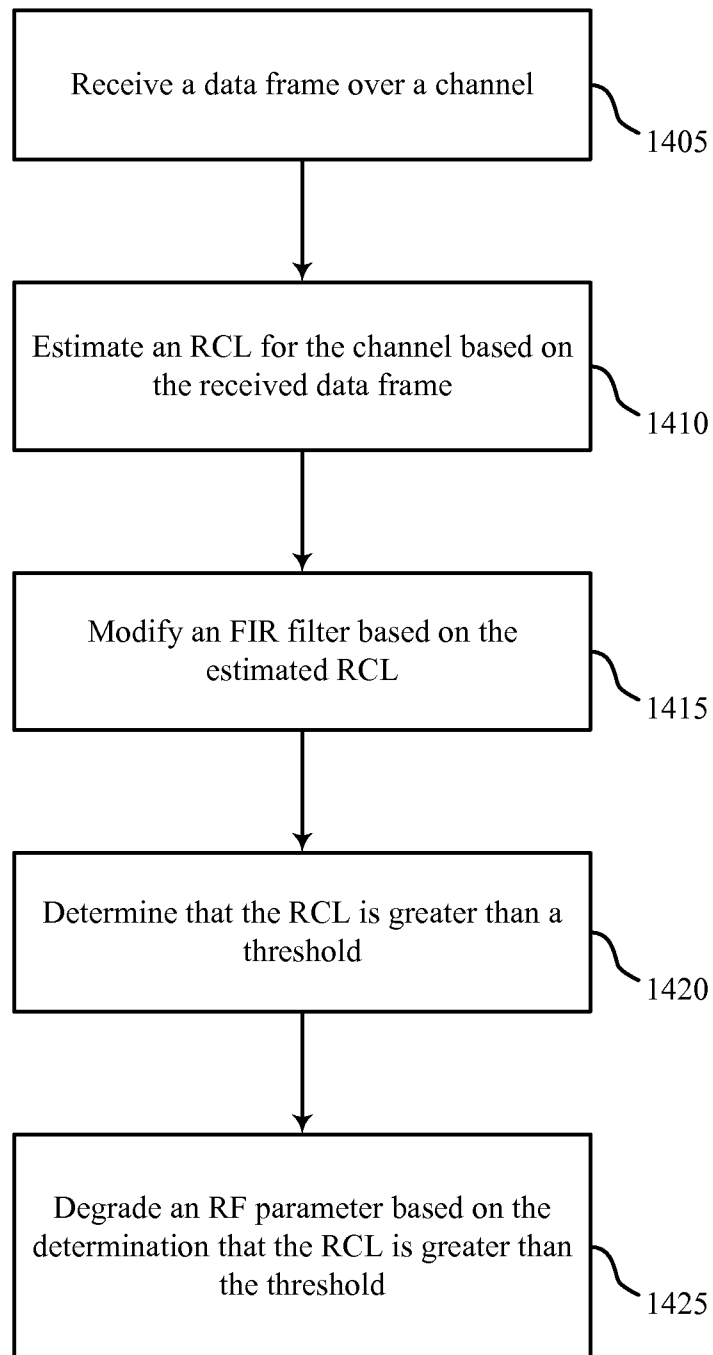 Receive a data frame over a channel
1405
Estimate an RCL for the channel based on
the received data frame
1410
Modify an FIR filter based on the
estimated RCL
1415
Determine that the RCL is greater than a
threshold
1420
Degrade an RF parameter based on the
determination that the RCL is greater than
the threshold
1425